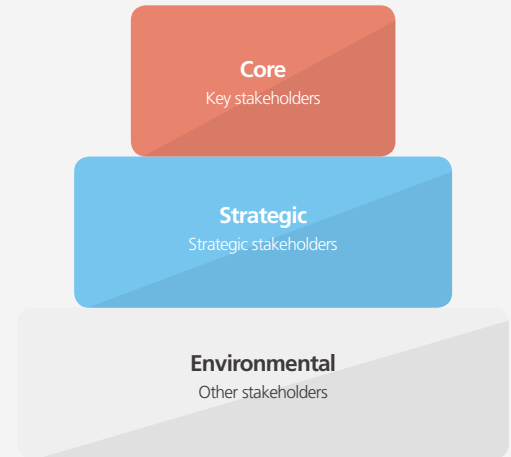 Core
Key stakeholders
Strategic
Strategic stakeholders
Environmental
Other stakeholders